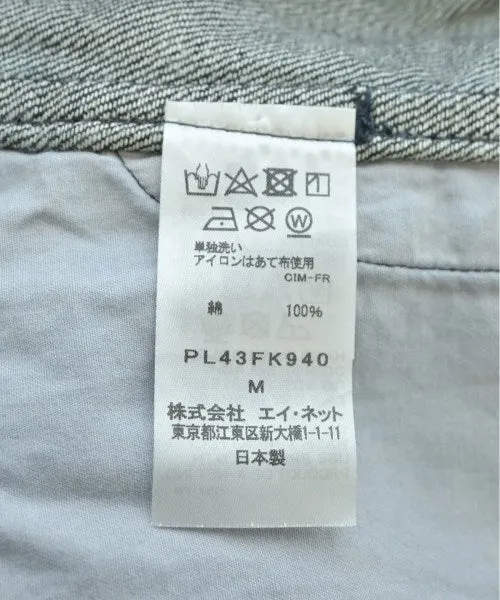 単独洗い
アイロンはあて布使用
CIM-FR
綿 100%
PL43FK940
M
株式会社 エイ・ネット
東京都江東区新大橋1-1-11
日本製